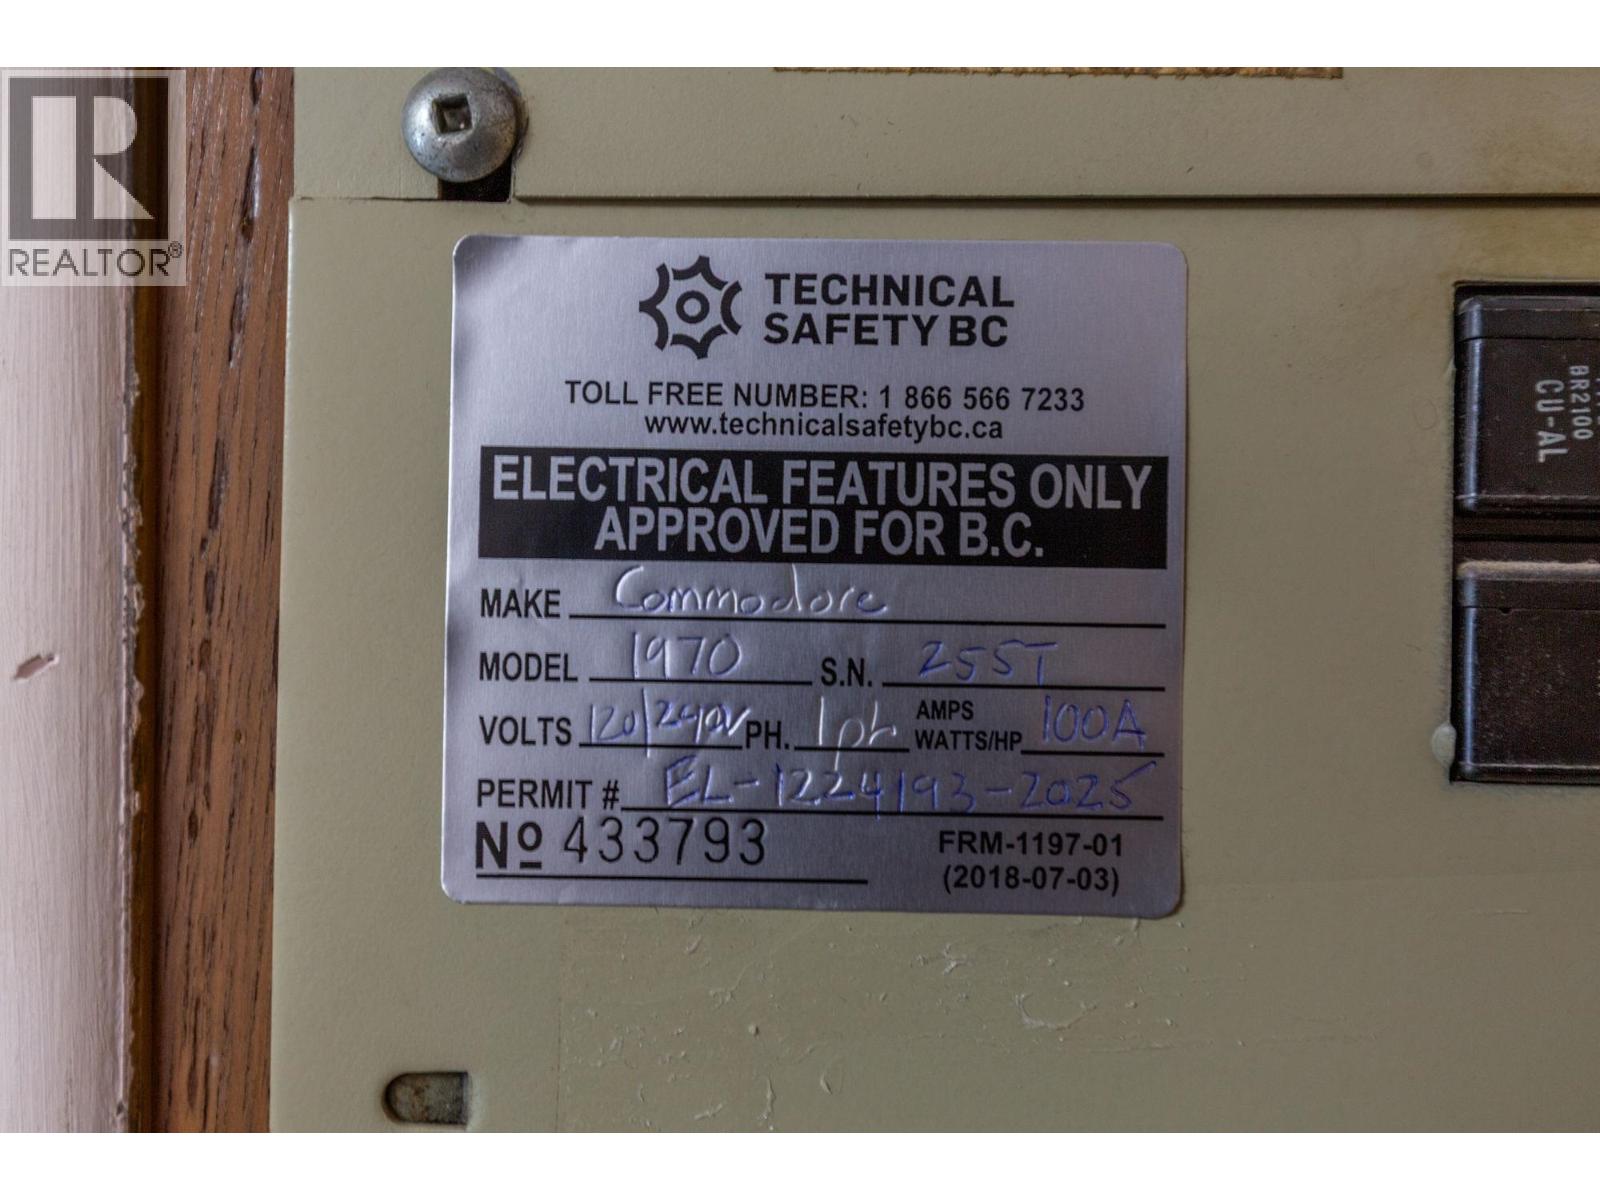 REALTOR®
TECHNICAL
SAFETY BC
TOLL FREE NUMBER: 1 866 566 7233
www.technicalsafetybc.ca
ELECTRICAL FEATURES ONLY
APPROVED FOR B.C.
MAKE Commodore
MODEL 1970 S.N. 255T
VOLTS 120/240v PH. 1ph AMPS WATTS/HP 100A
PERMIT # EL-1224193-2025
Nº 433793
FRM-1197-01
(2018-07-03)
BR2100
CU-AL